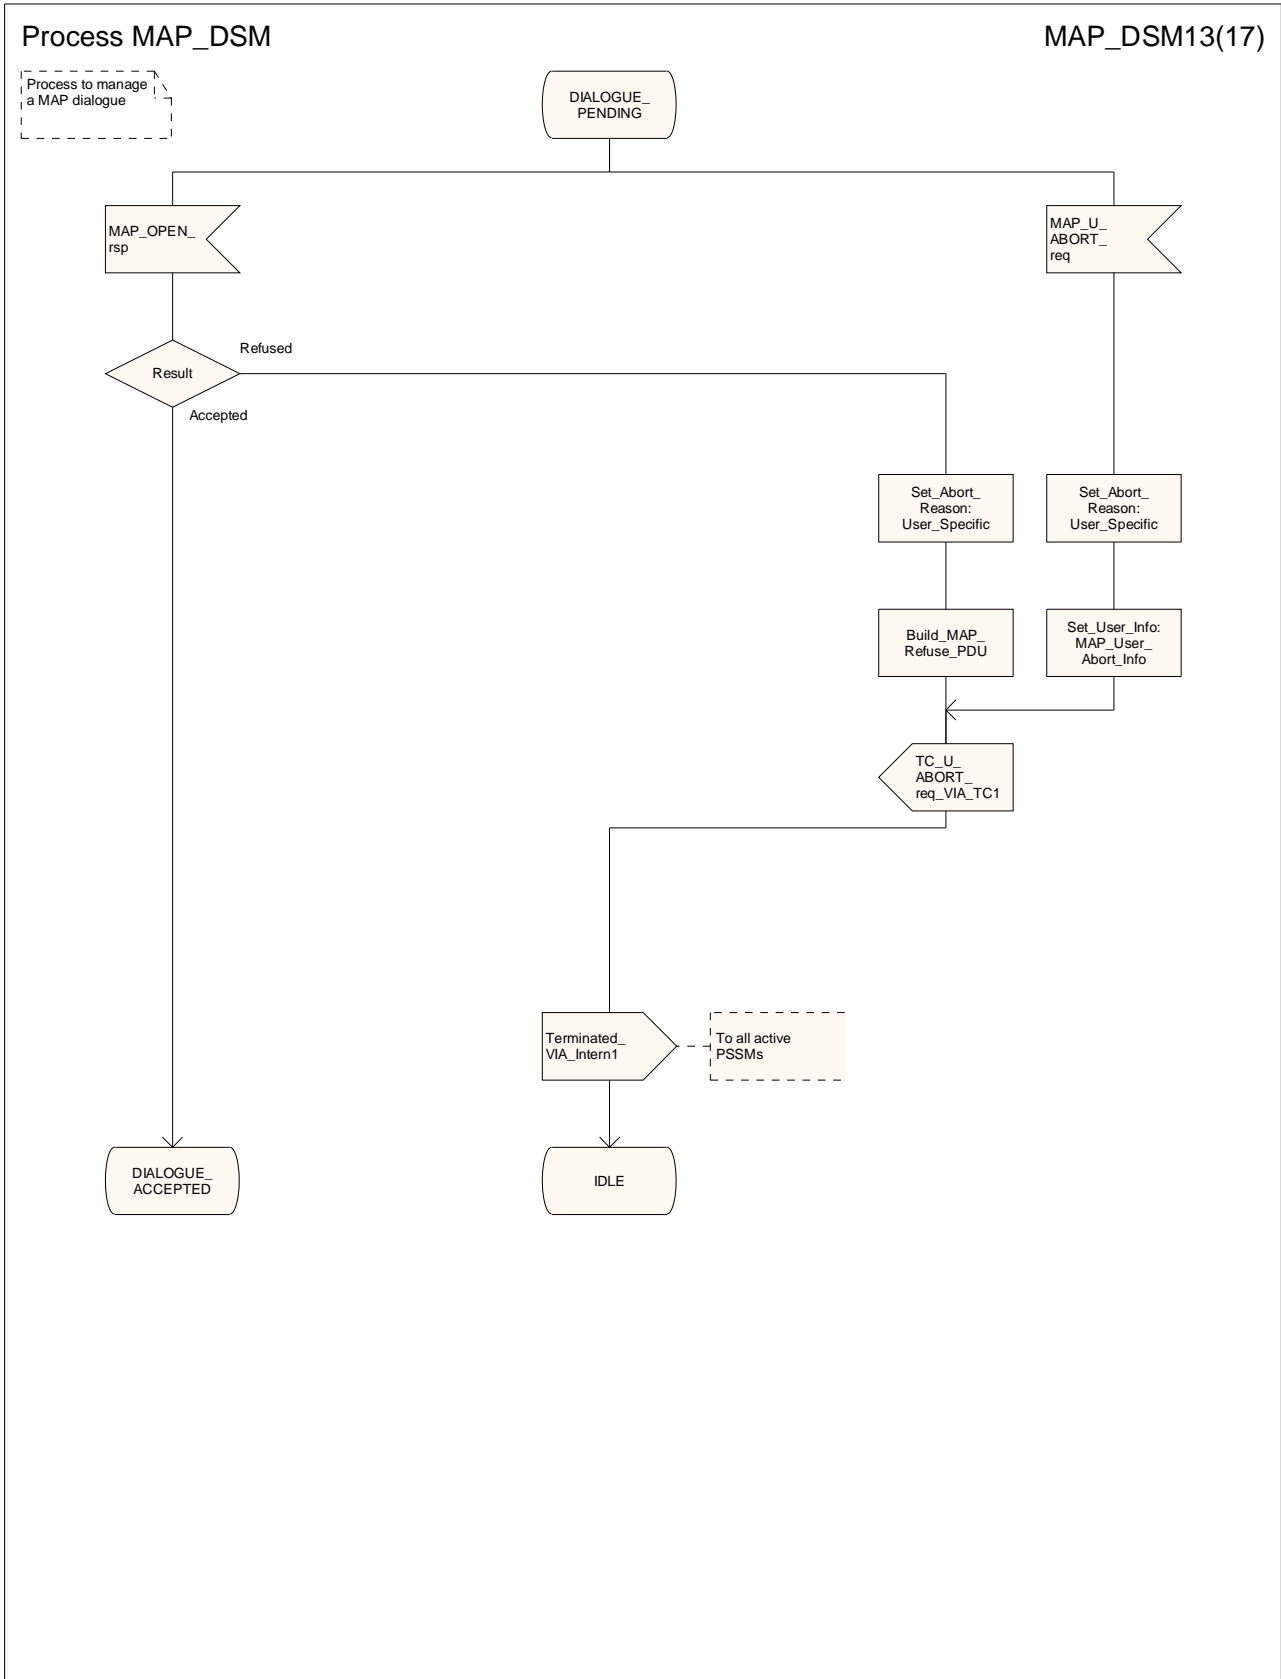 Process MAP_DSM
MAP_DSM13(17)
Process to manage
a MAP dialogue
DIALOGUE_
PENDING
MAP_OPEN_
rsp
MAP_U_
ABORT_
req
Result
Refused
Accepted
Set_Abort_
Reason:
User_Specific
Set_Abort_
Reason:
User_Specific
Build_MAP_
Refuse_PDU
Set_User_Info:
MAP_User_
Abort_Info
TC_U_
ABORT_
req_VIA_TC1
Terminated_
VIA_Intern1
To all active
PSSMs
DIALOGUE_
ACCEPTED
IDLE